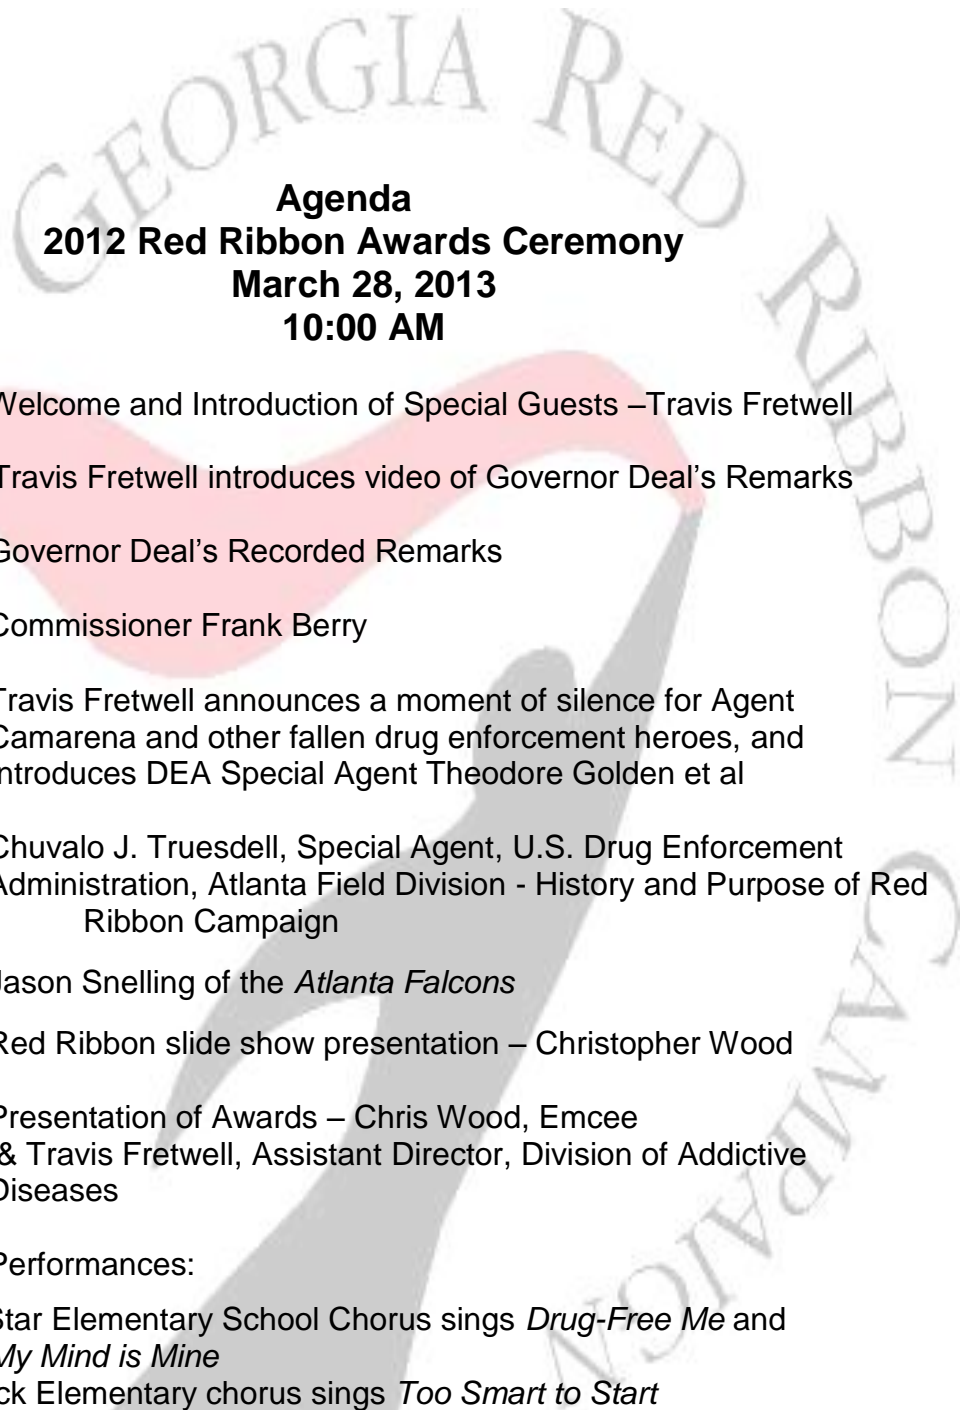 GEORGIA RED RIBBON CAMPAIGN
Agenda
2012 Red Ribbon Awards Ceremony
March 28, 2013
10:00 AM
Welcome and Introduction of Special Guests –Travis Fretwell
Travis Fretwell introduces video of Governor Deal’s Remarks
Governor Deal’s Recorded Remarks
Commissioner Frank Berry
Travis Fretwell announces a moment of silence for Agent
Camarena and other fallen drug enforcement heroes, and
introduces DEA Special Agent Theodore Golden et al
Chuvalo J. Truesdell, Special Agent, U.S. Drug Enforcement
Administration, Atlanta Field Division - History and Purpose of Red
Ribbon Campaign
Jason Snelling of the Atlanta Falcons
Red Ribbon slide show presentation – Christopher Wood
Presentation of Awards – Chris Wood, Emcee
& Travis Fretwell, Assistant Director, Division of Addictive
Diseases
Performances:
Star Elementary School Chorus sings Drug-Free Me and
My Mind is Mine
Elementary chorus sings Too Smart to Start